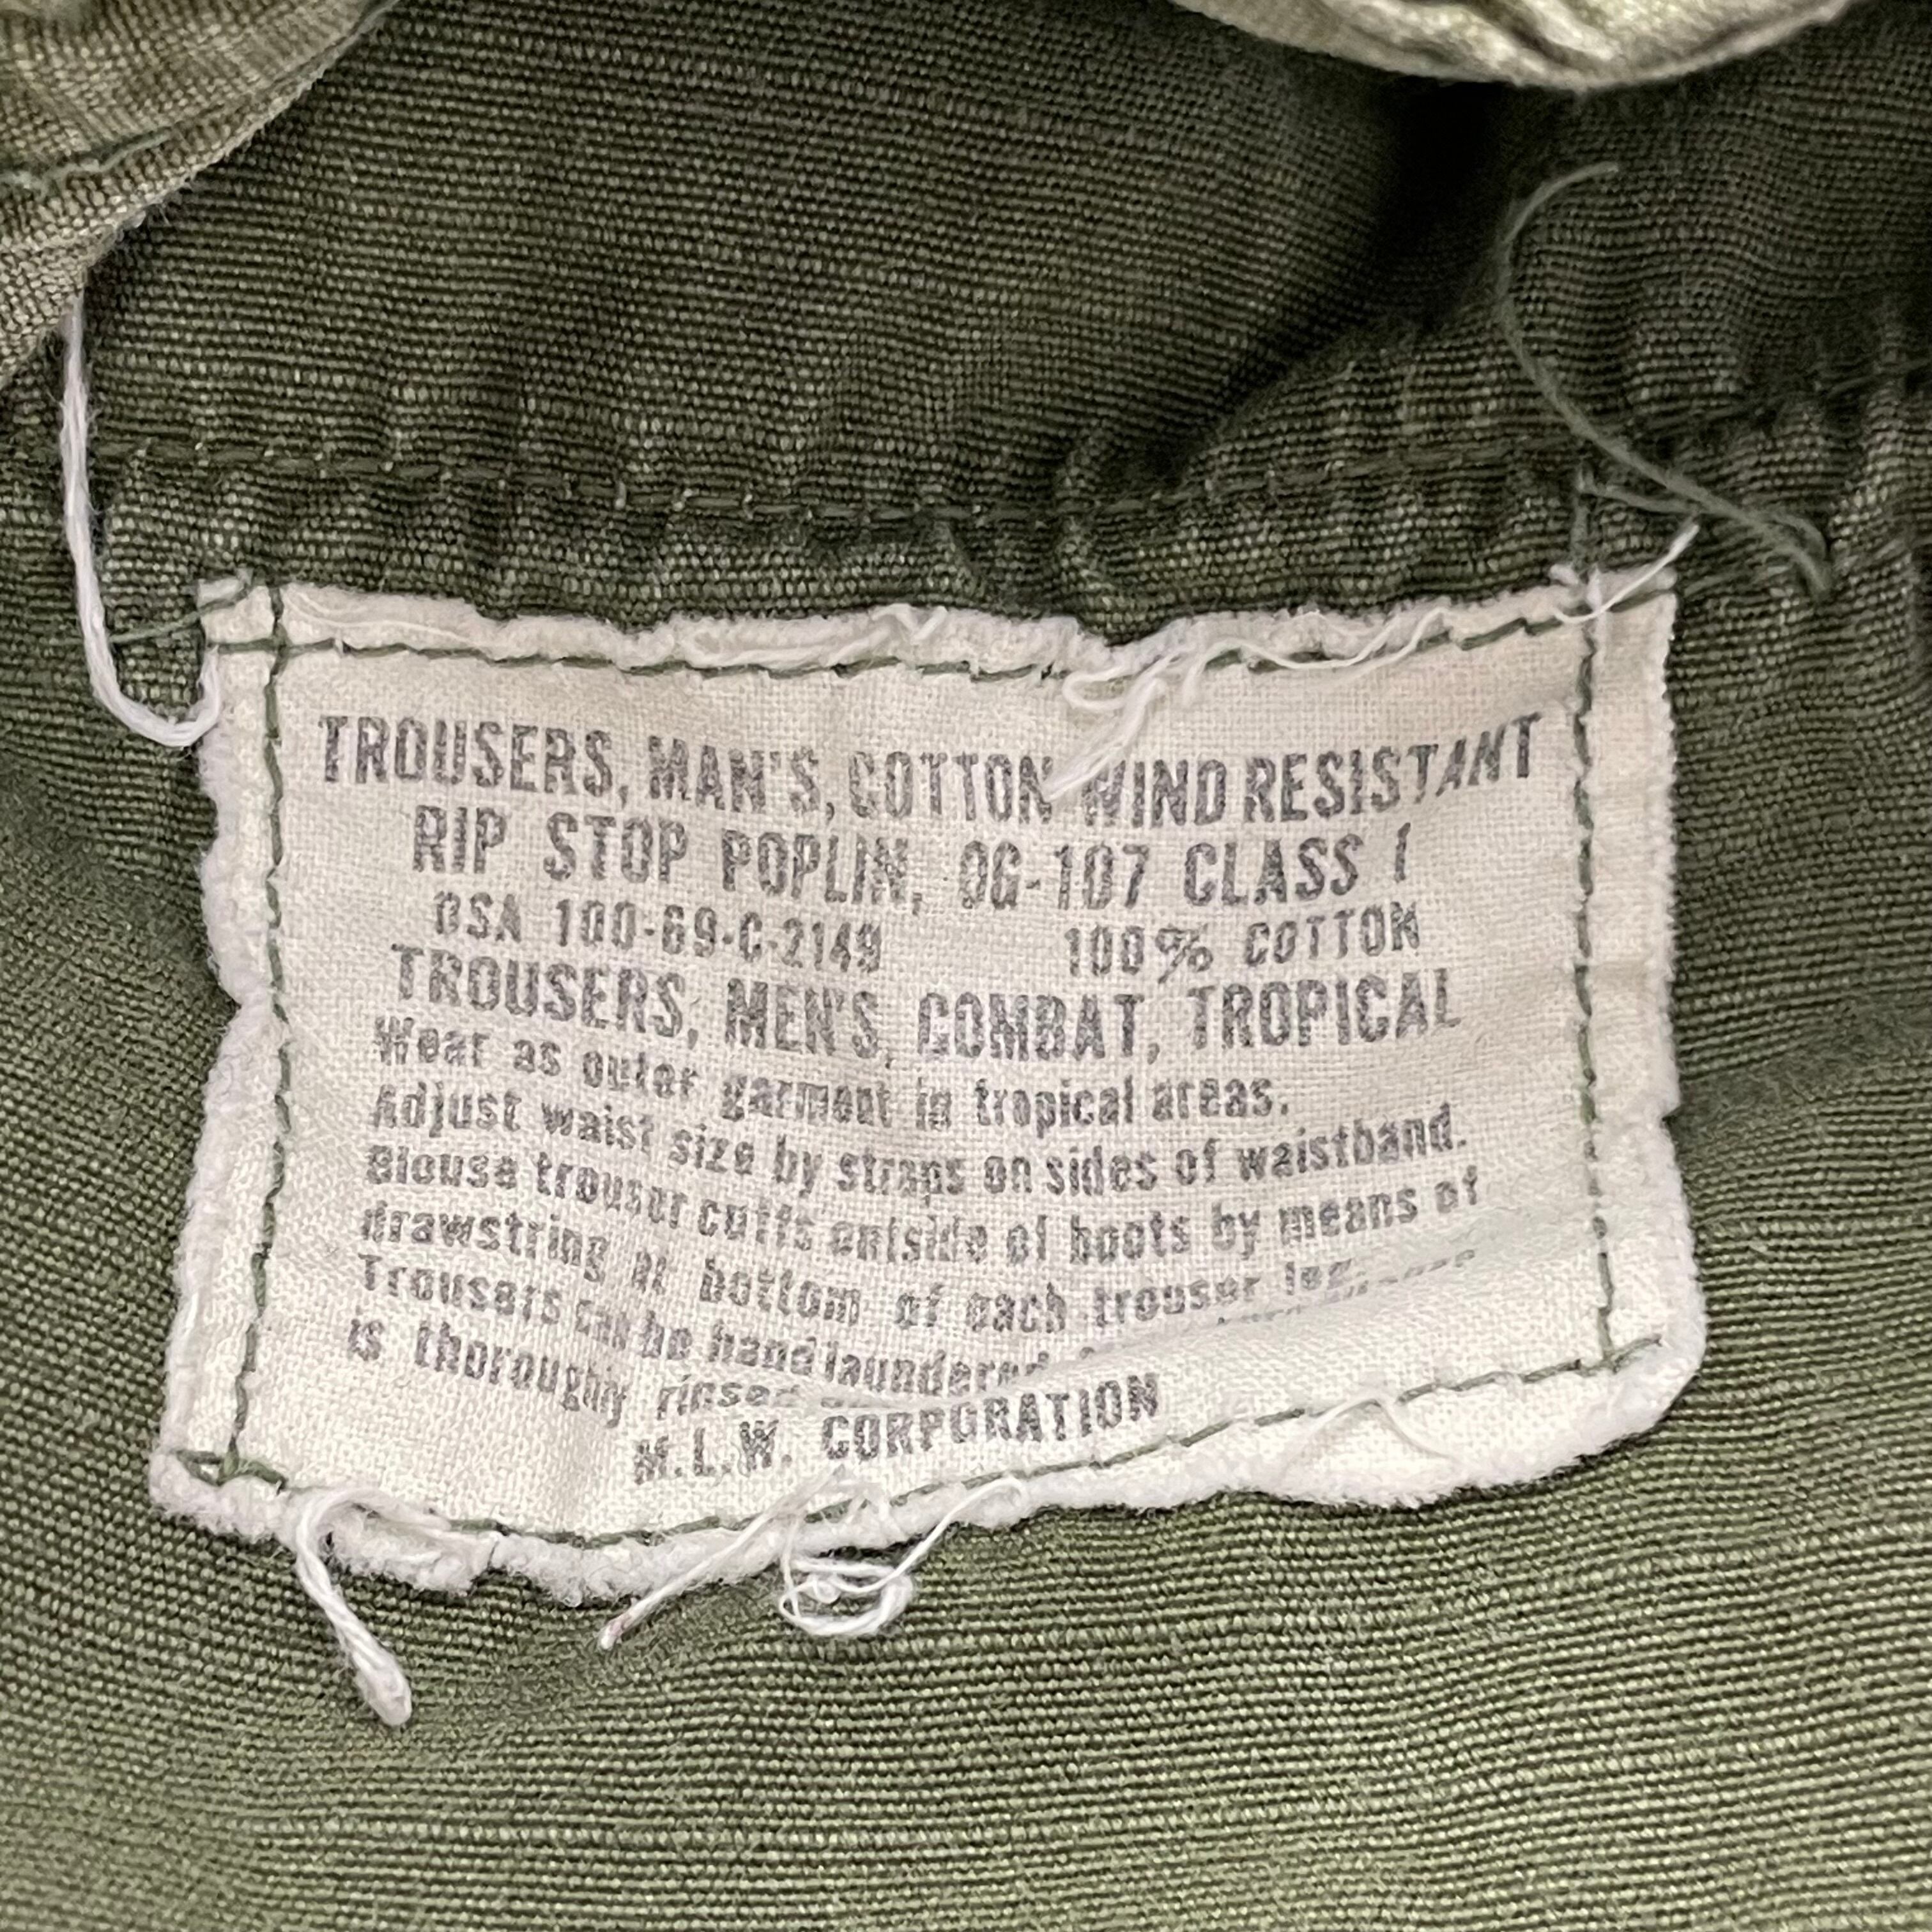 TROUSERS, MAN'S, COTTON WIND RESISTANT
RIP STOP POPLIN, OG-107 CLASS 1
DSA 100-69-C-2149 100% COTTON
TROUSERS, MEN'S, COMBAT, TROPICAL
Wear as outer garment in tropical areas.
Adjust waist size by straps on sides of waistband.
Blouse trouser cuffs outside of boots by means of
drawstring at bottom of each trouser leg.
Trousers can be hand laundered
is thoroughly rinsed
M.L.W. CORPORATION